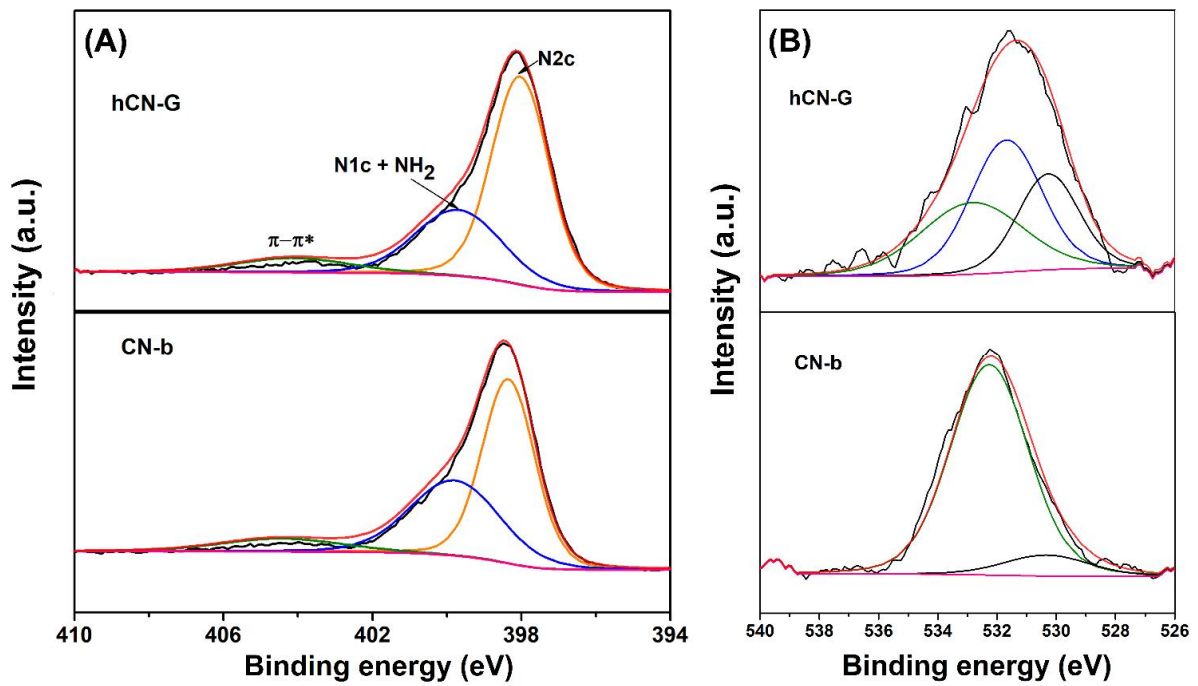 (A)
hCN-G
N2c
N1c + NH2
π–π*
CN-b
Intensity (a.u.)
410 406 402 398 394
Binding energy (eV)
(B)
hCN-G
CN-b
Intensity (a.u.)
540 538 536 534 532 530 528 526
Binding energy (eV)